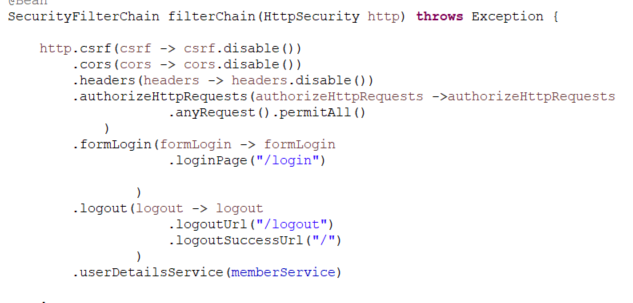 @Bean
SecurityFilterChain filterChain(HttpSecurity http) throws Exception {
http.csrf(csrf -> csrf.disable())
.cors(cors -> cors.disable())
.headers(headers -> headers.disable())
.authorizeHttpRequests(authorizeHttpRequests ->authorizeHttpRequests
.anyRequest().permitAll()
)
.formLogin(formLogin -> formLogin
.loginPage("/login")
)
.logout(logout -> logout
.logoutUrl("/logout")
.logoutSuccessUrl("/")
)
.userDetailsService(memberService)